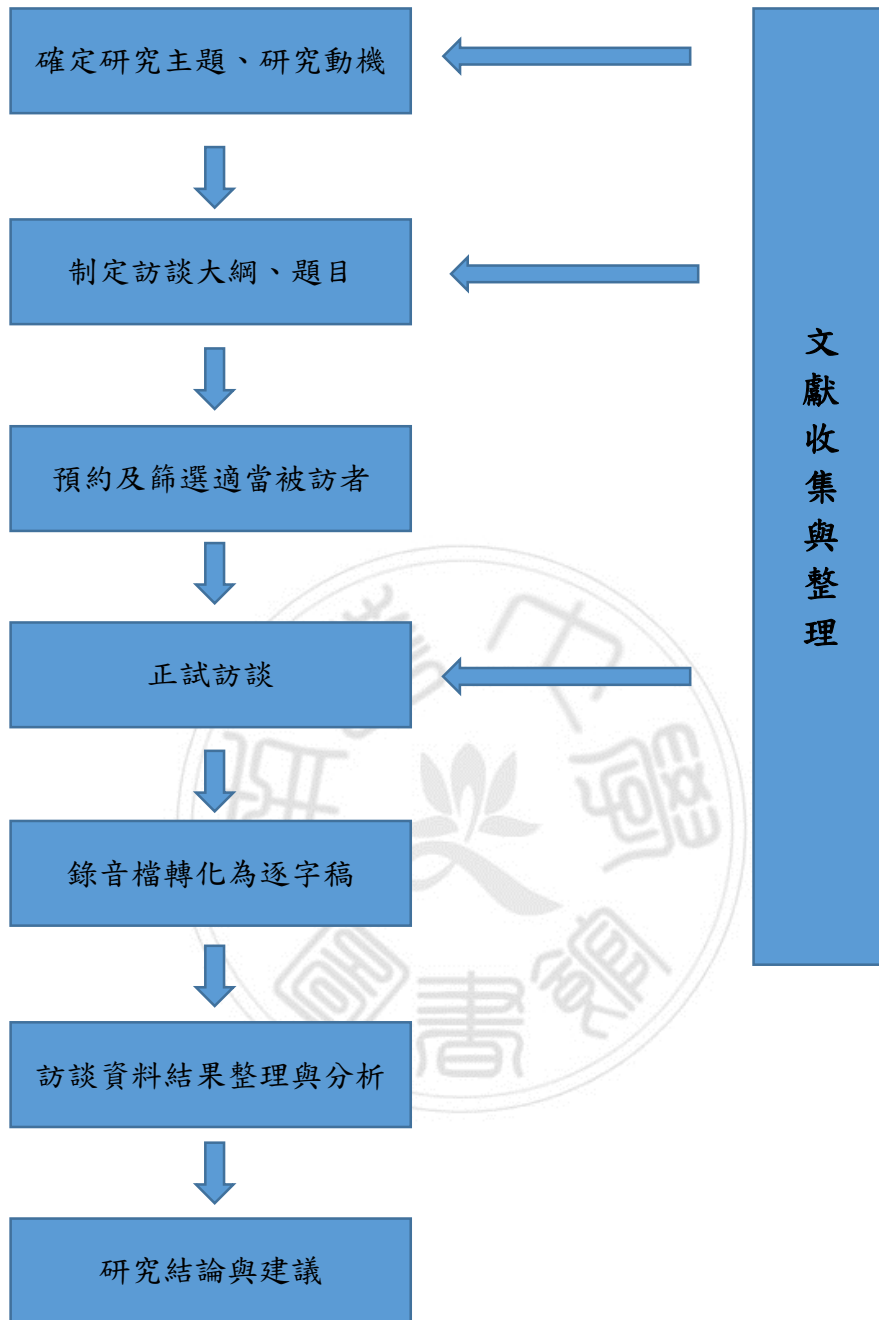 確定研究主題、研究動機
制定訪談大綱、題目
預約及篩選適當被訪者
正試訪談
錄音檔轉化為逐字稿
訪談資料結果整理與分析
研究結論與建議
文獻收集與整理